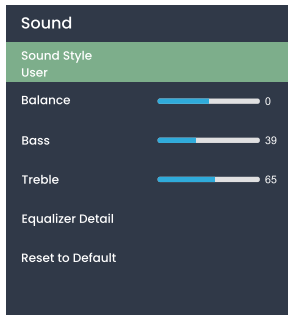 Sound
Sound Style
User
Balance 0
Bass 39
Treble 65
Equalizer Detail
Reset to Default